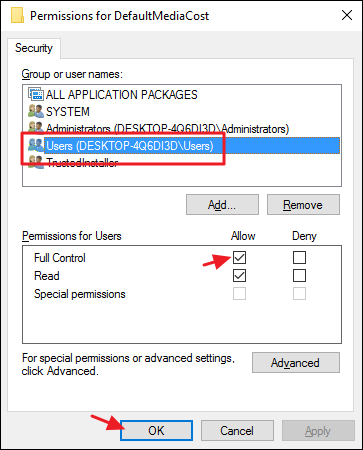 Permissions for DefaultMediaCost
Security
Group or user names:
ALL APPLICATION PACKAGES
SYSTEM
Administrators (DESKTOP-4Q6DI3D\Administrators)
Users (DESKTOP-4Q6DI3D\Users)
TrustedInstaller
Add... Remove
Permissions for Users Allow Deny
Full Control
Read
Special permissions
For special permissions or advanced settings, Advanced
click Advanced.
OK Cancel Apply